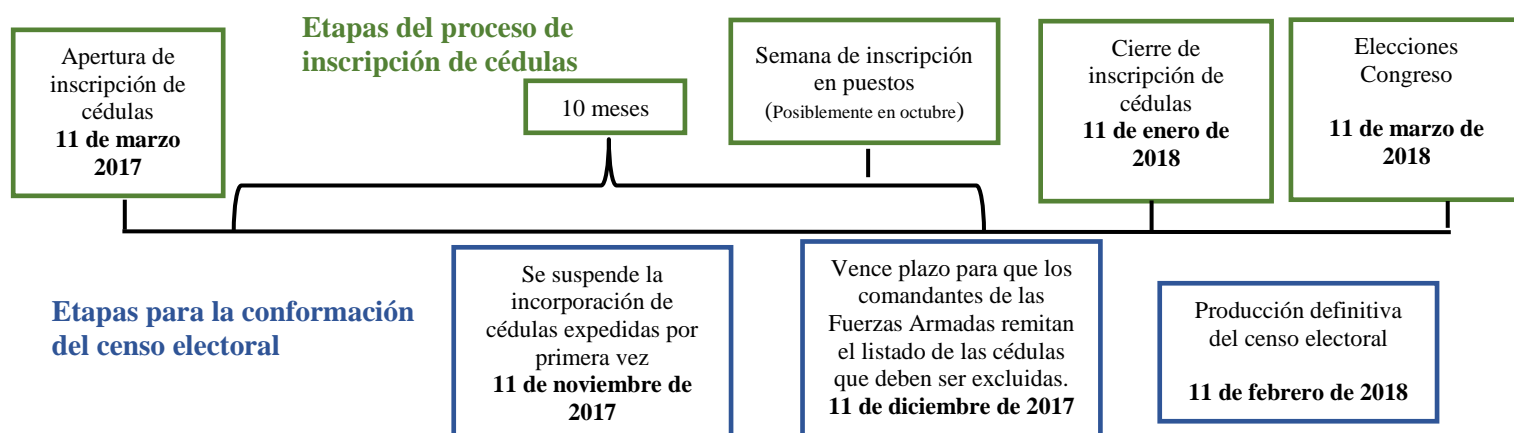 Etapas del proceso de
inscripción de cédulas
Apertura de
inscripción de
cédulas
11 de marzo
2017
10 meses
Semana de inscripción
en puestos
(Posiblemente en octubre)
Cierre de
inscripción de
cédulas
11 de enero de
2018
Elecciones
Congreso
11 de marzo de
2018
Etapas para la conformación
del censo electoral
Se suspende la
incorporación de
cédulas expedidas por
primera vez
11 de noviembre de
2017
Vence plazo para que los
comandantes de las
Fuerzas Armadas remitan
el listado de las cédulas
que deben ser excluidas.
11 de diciembre de 2017
Producción definitiva
del censo electoral
11 de febrero de 2018